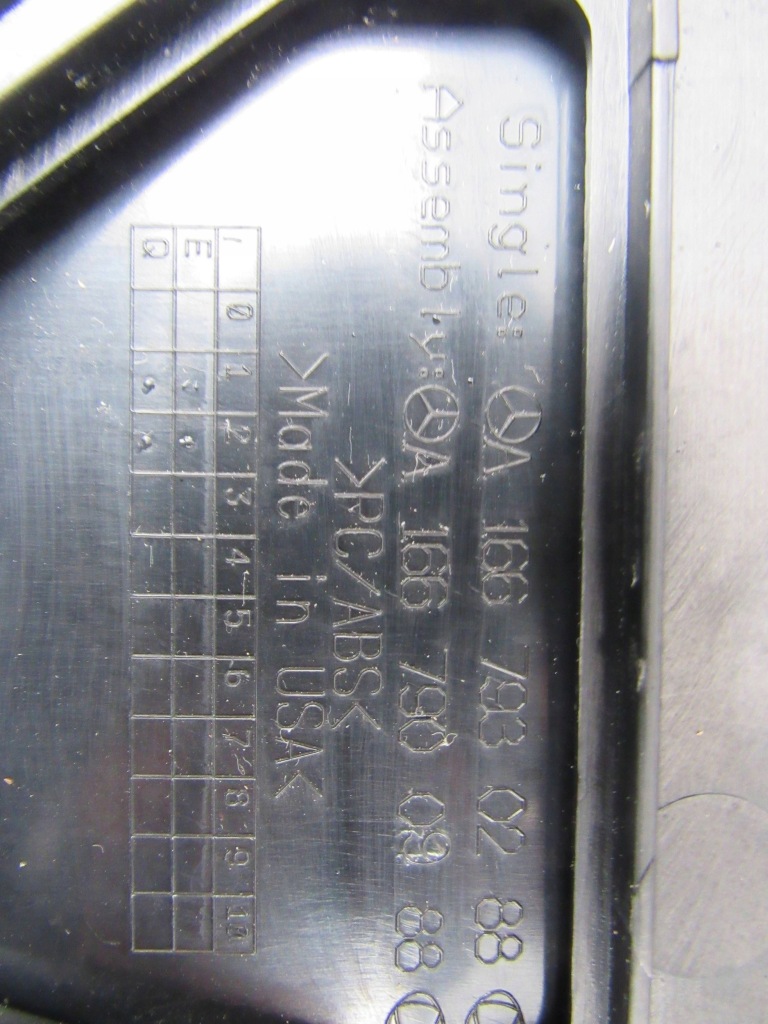 Single: A 166 793 02 88
Assembly: A 166 790 09 88
>PC/ABS<
>Made in USA<
/ 0 1 2 3 4 5 6 7 8 9 10
E
Q